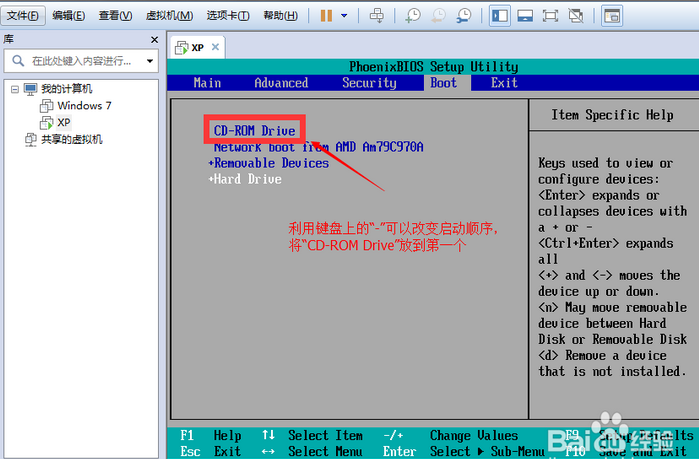 文件(F) 编辑(E) 查看(V) 虚拟机(M) 选项卡(T) 帮助(H)
库
在此处键入内容进行...
我的计算机
Windows 7
XP
共享的虚拟机
XP
PhoenixBIOS Setup Utility
Main Advanced Security Boot Exit
CD-ROM Drive
Network boot from AMD Am79C970A
+Removable Devices
+Hard Drive
利用键盘上的“-”可以改变启动顺序，
将“CD-ROM Drive”放到第一个
Item Specific Help
Keys used to view or
configure devices:
<Enter> expands or
collapses devices with
a + or -
<Ctrl+Enter> expands
all
<+> and <-> moves the
device up or down.
<n> May move removable
device between Hard
Disk or Removable Disk
<d> Remove a device
that is not installed.
F1 Help ↑↓ Select Item -/+ Change Values F9 Setup Defaults
Esc Exit ↔ Select Menu Enter Select ▶ Sub-Menu F10 Save and Exit
Baidu经验